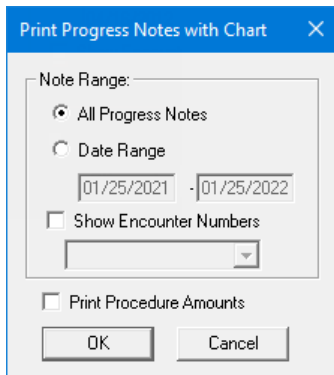 Print Progress Notes with Chart
Note Range:
All Progress Notes
Date Range
01/25/2021 - 01/25/2022
Show Encounter Numbers
Print Procedure Amounts
OK Cancel